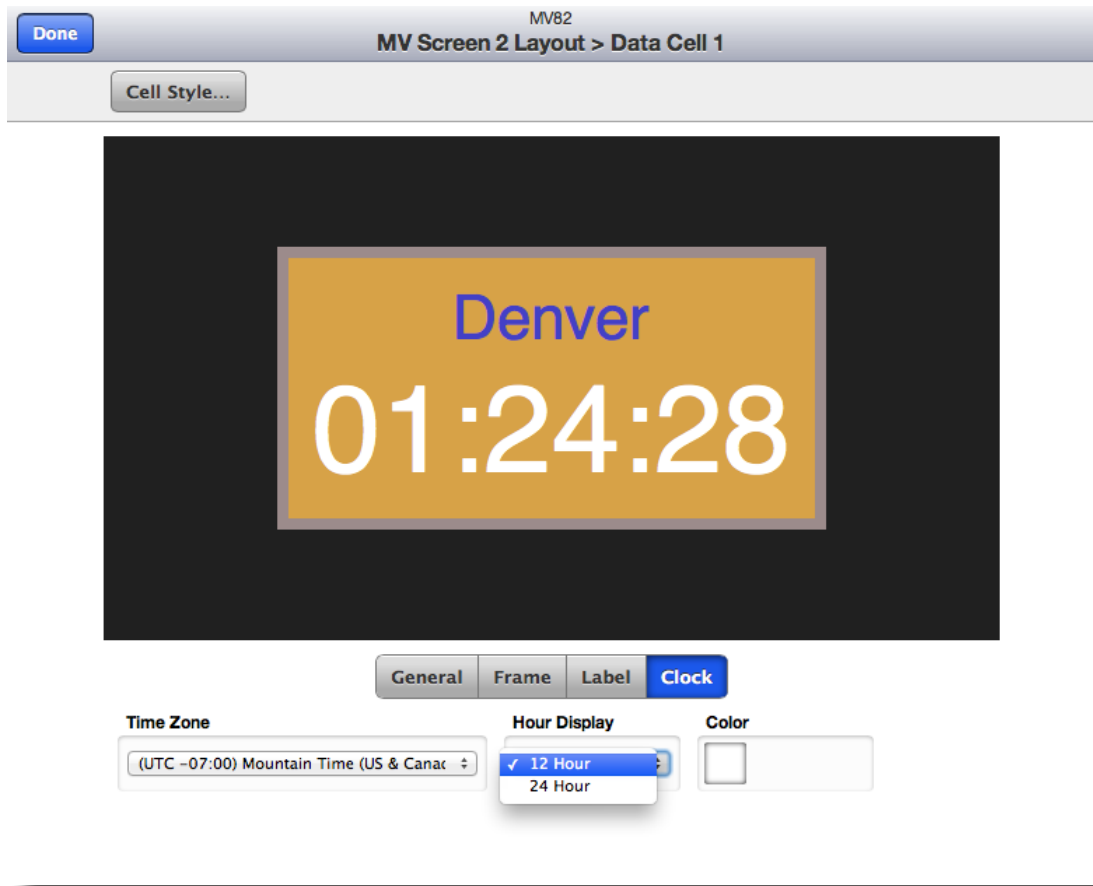 MV82
Done
MV Screen 2 Layout > Data Cell 1
Cell Style...
Denver
01:24:28
General Frame Label Clock
Time Zone Hour Display Color
(UTC -07:00) Mountain Time (US & Canac
✓ 12 Hour
24 Hour